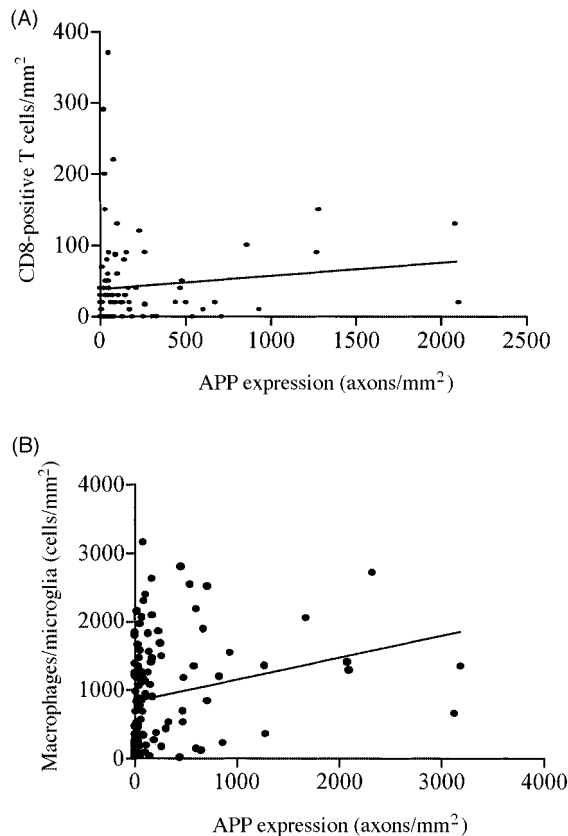 (A)
CD8-positive T cells/mm²
400
300
200
100
0
0 500 1000 1500 2000 2500
APP expression (axons/mm²)
(B)
Macrophages/microglia (cells/mm²)
4000
3000
2000
1000
0
0 1000 2000 3000 4000
APP expression (axons/mm²)